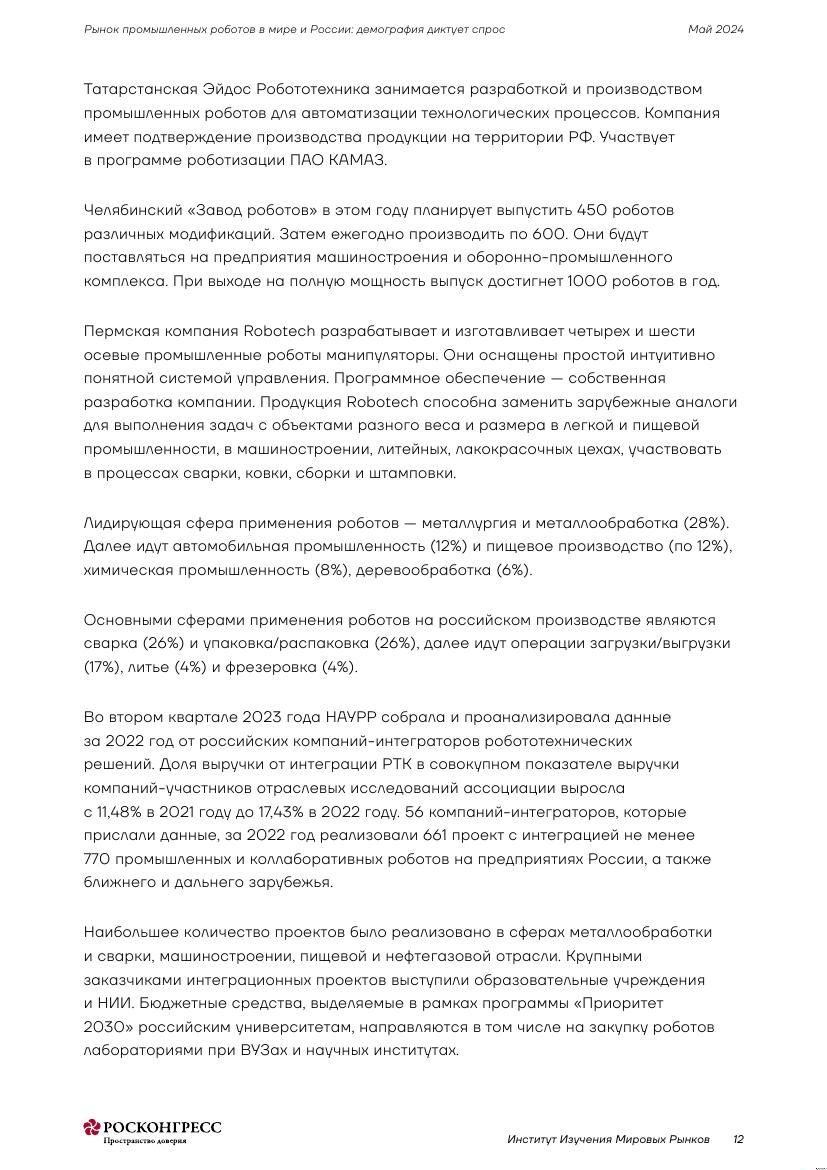 Рынок промышленных роботов в мире и России: демография диктует спрос Май 2024
Татарстанская Эйдос Робототехника занимается разработкой и производством
промышленных роботов для автоматизации технологических процессов. Компания
имеет подтверждение производства продукции на территории РФ. Участвует
в программе роботизации ПАО КАМАЗ.
Челябинский «Завод роботов» в этом году планирует выпустить 450 роботов
различных модификаций. Затем ежегодно производить по 600. Они будут
поставляться на предприятия машиностроения и оборонно-промышленного
комплекса. При выходе на полную мощность выпуск достигнет 1000 роботов в год.
Пермская компания Robotech разрабатывает и изготавливает четырех и шести
осевые промышленные роботы манипуляторы. Они оснащены простой интуитивно
понятной системой управления. Программное обеспечение — собственная
разработка компании. Продукция Robotech способна заменить зарубежные аналоги
для выполнения задач с объектами разного веса и размера в легкой и пищевой
промышленности, в машиностроении, литейных, лакокрасочных цехах, участвовать
в процессах сварки, ковки, сборки и штамповки.
Лидирующая сфера применения роботов — металлургия и металлообработка (28%).
Далее идут автомобильная промышленность (12%) и пищевое производство (по 12%),
химическая промышленность (8%), деревообработка (6%).
Основными сферами применения роботов на российском производстве являются
сварка (26%) и упаковка/распаковка (26%), далее идут операции загрузки/выгрузки
(17%), литье (4%) и фрезеровка (4%).
Во втором квартале 2023 года НАУРР собрала и проанализировала данные
за 2022 год от российских компаний-интеграторов робототехнических
решений. Доля выручки от интеграции РТК в совокупном показателе выручки
компаний-участников отраслевых исследований ассоциации выросла
с 11,48% в 2021 году до 17,43% в 2022 году. 56 компаний-интеграторов, которые
прислали данные, за 2022 год реализовали 661 проект с интеграцией не менее
770 промышленных и коллаборативных роботов на предприятиях России, а также
ближнего и дальнего зарубежья.
Наибольшее количество проектов было реализовано в сферах металлообработки
и сварки, машиностроении, пищевой и нефтегазовой отрасли. Крупными
заказчиками интеграционных проектов выступили образовательные учреждения
и НИИ. Бюджетные средства, выделяемые в рамках программы «Приоритет
2030» российским университетам, направляются в том числе на закупку роботов
лабораториями при ВУЗах и научных институтах.
РОСКОНГРЕСС
Пространство доверия
Институт Изучения Мировых Рынков 12